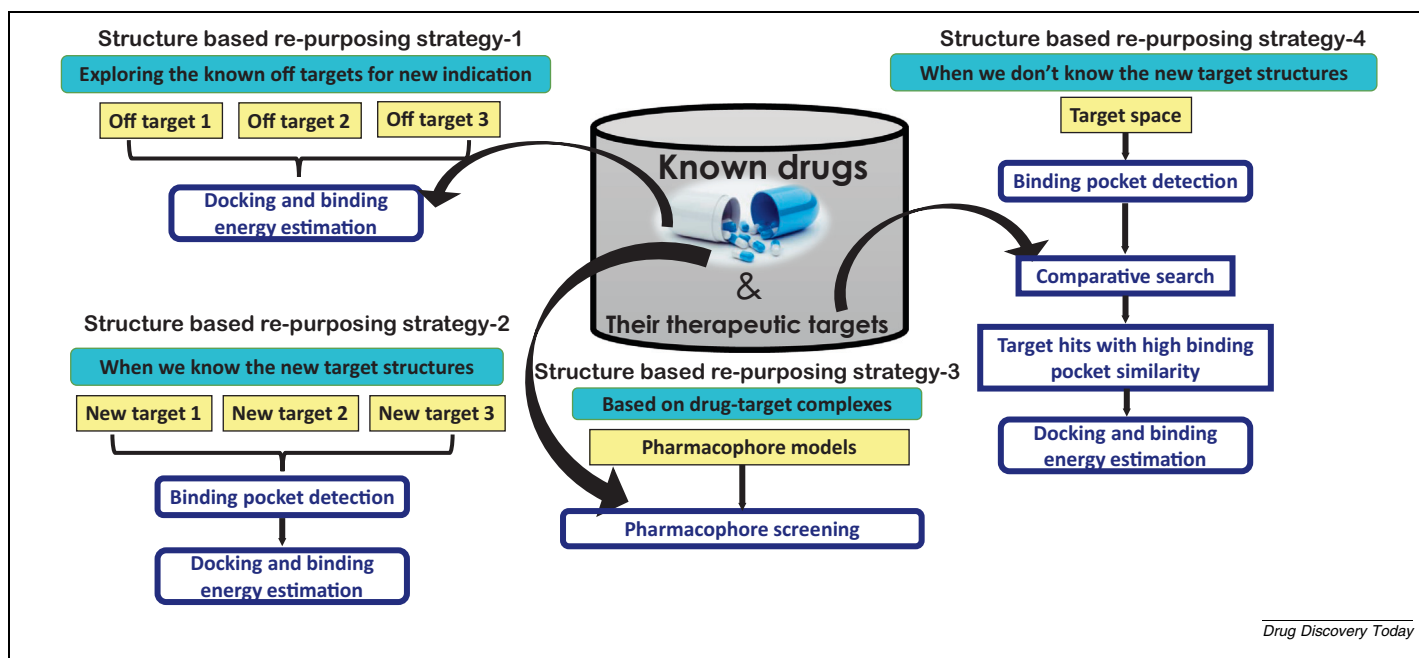 Structure based re-purposing strategy-1
Exploring the known off targets for new indication
Off target 1
Off target 2
Off target 3
Docking and binding
energy estimation
Structure based re-purposing strategy-2
When we know the new target structures
New target 1
New target 2
New target 3
Binding pocket detection
Docking and binding
energy estimation
Known drugs
&
Their therapeutic targets
Structure based re-purposing strategy-3
Based on drug-target complexes
Pharmacophore models
Pharmacophore screening
Structure based re-purposing strategy-4
When we don’t know the new target structures
Target space
Binding pocket detection
Comparative search
Target hits with high binding
pocket similarity
Docking and binding
energy estimation
Drug Discovery Today